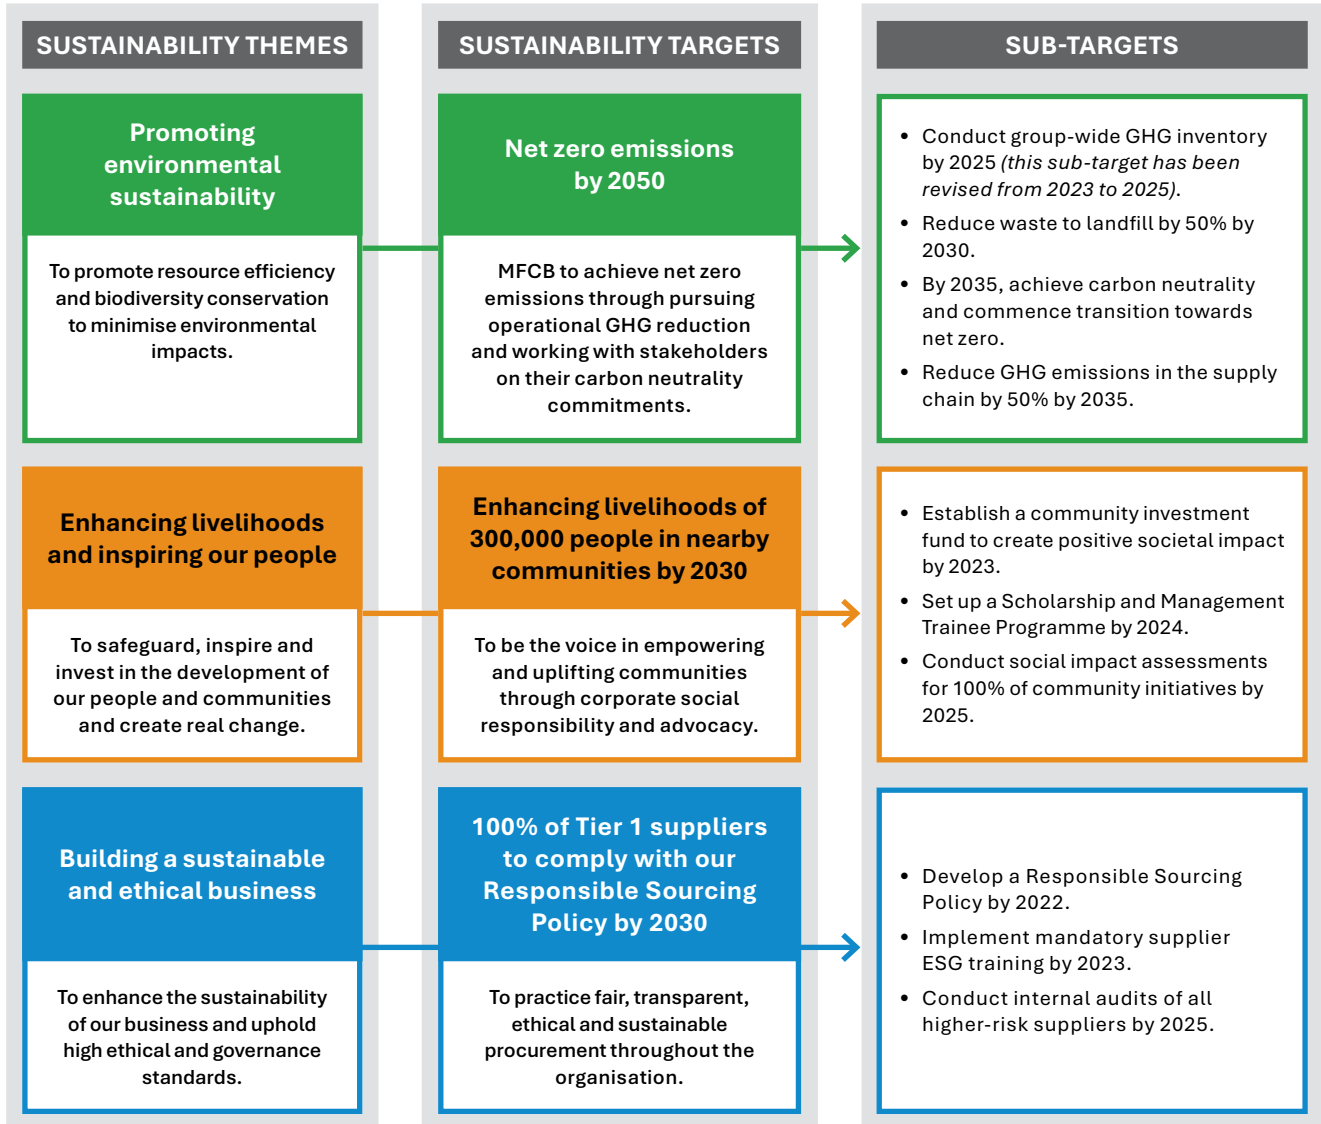 SUSTAINABILITY THEMES
SUSTAINABILITY TARGETS
SUB-TARGETS
Promoting
environmental
sustainability
To promote resource efficiency
and biodiversity conservation
to minimise environmental
impacts.
Net zero emissions
by 2050
MFCB to achieve net zero
emissions through pursuing
operational GHG reduction
and working with stakeholders
on their carbon neutrality
commitments.
• Conduct group-wide GHG inventory
by 2025 (this sub-target has been
revised from 2023 to 2025).
• Reduce waste to landfill by 50% by
2030.
• By 2035, achieve carbon neutrality
and commence transition towards
net zero.
• Reduce GHG emissions in the supply
chain by 50% by 2035.
Enhancing livelihoods
and inspiring our people
To safeguard, inspire and
invest in the development of
our people and communities
and create real change.
Enhancing livelihoods of
300,000 people in nearby
communities by 2030
To be the voice in empowering
and uplifting communities
through corporate social
responsibility and advocacy.
• Establish a community investment
fund to create positive societal impact
by 2023.
• Set up a Scholarship and Management
Trainee Programme by 2024.
• Conduct social impact assessments
for 100% of community initiatives by
2025.
Building a sustainable
and ethical business
To enhance the sustainability
of our business and uphold
high ethical and governance
standards.
100% of Tier 1 suppliers
to comply with our
Responsible Sourcing
Policy by 2030
To practice fair, transparent,
ethical and sustainable
procurement throughout the
organisation.
• Develop a Responsible Sourcing
Policy by 2022.
• Implement mandatory supplier
ESG training by 2023.
• Conduct internal audits of all
higher-risk suppliers by 2025.